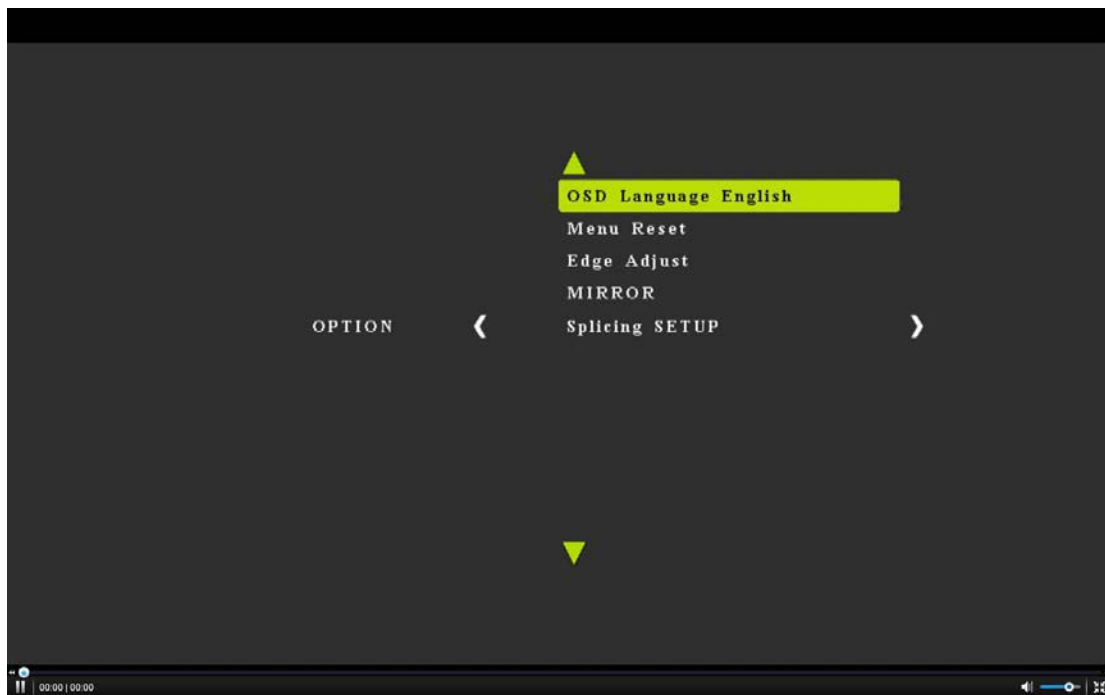 OSD Language English
Menu Reset
Edge Adjust
MIRROR
OPTION Splicing SETUP
00:00 | 00:00